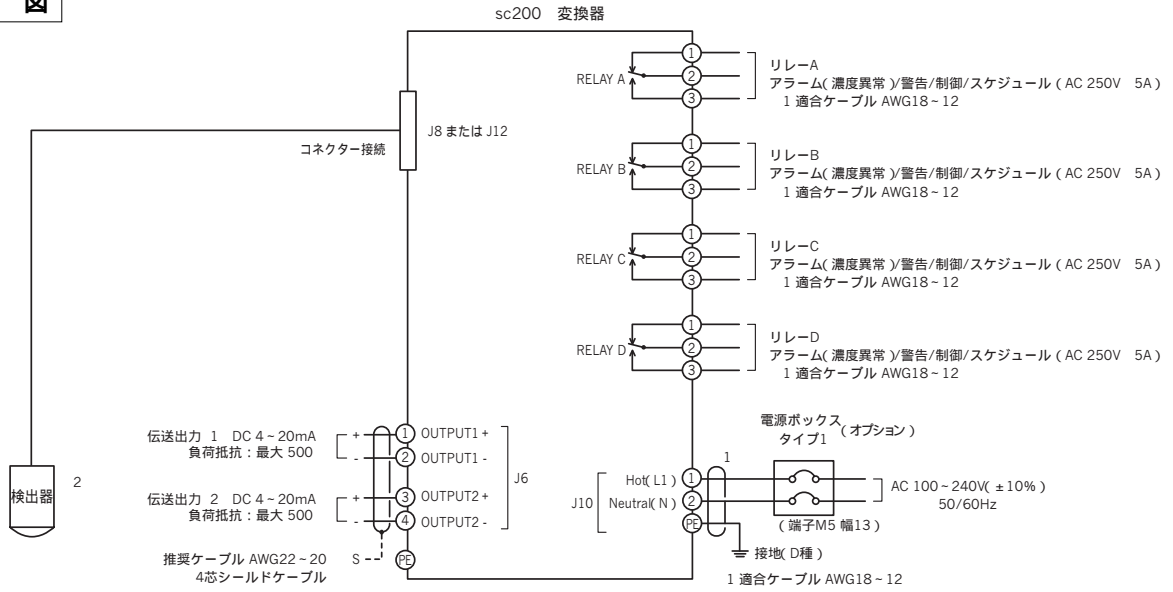 図
sc200 変換器
RELAY A
1
2
3
リレーA
アラーム(濃度異常)/警告/制御/スケジュール(AC 250V 5A)
1 適合ケーブル AWG18~12
J8 または J12
コネクター接続
RELAY B
1
2
3
リレーB
アラーム(濃度異常)/警告/制御/スケジュール(AC 250V 5A)
1 適合ケーブル AWG18~12
RELAY C
1
2
3
リレーC
アラーム(濃度異常)/警告/制御/スケジュール(AC 250V 5A)
1 適合ケーブル AWG18~12
RELAY D
1
2
3
リレーD
アラーム(濃度異常)/警告/制御/スケジュール(AC 250V 5A)
1 適合ケーブル AWG18~12
伝送出力 1 DC 4~20mA
負荷抵抗:最大 500
+
-
1 OUTPUT1 +
2 OUTPUT1 -
伝送出力 2 DC 4~20mA
負荷抵抗:最大 500
+
-
3 OUTPUT2 +
4 OUTPUT2 -
J6
推奨ケーブル AWG22~20
4芯シールドケーブル
S
PE
検出器
2
電源ボックス
タイプ1
(オプション)
J10
Hot(L1) 1
Neutral(N) 2
PE
1
AC 100~240V(±10%)
50/60Hz
(端子M5 幅13)
接地(D種)
1 適合ケーブル AWG18~12